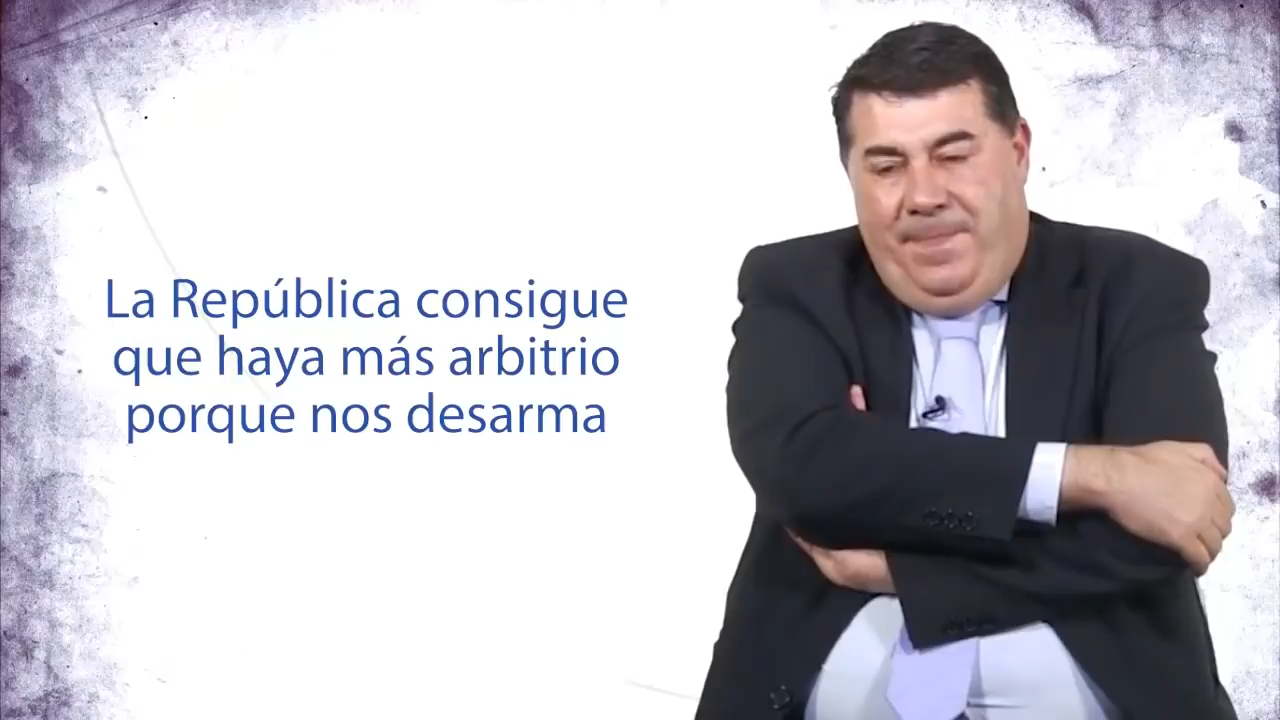 La República consigue
que haya más arbitrio
porque nos desarma